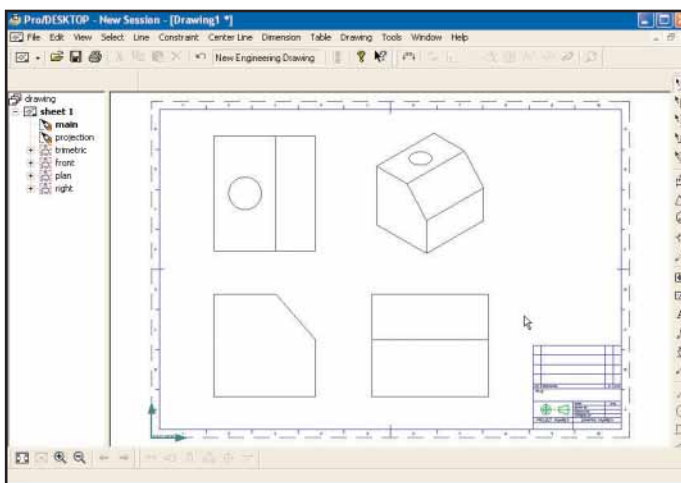 Pro/DESKTOP - New Session - [Drawing1 *]
File Edit View Select Line Constraint Center Line Dimension Table Drawing Tools Window Help
New Engineering Drawing
drawing
sheet 1
main
projection
trimetric
front
plan
right